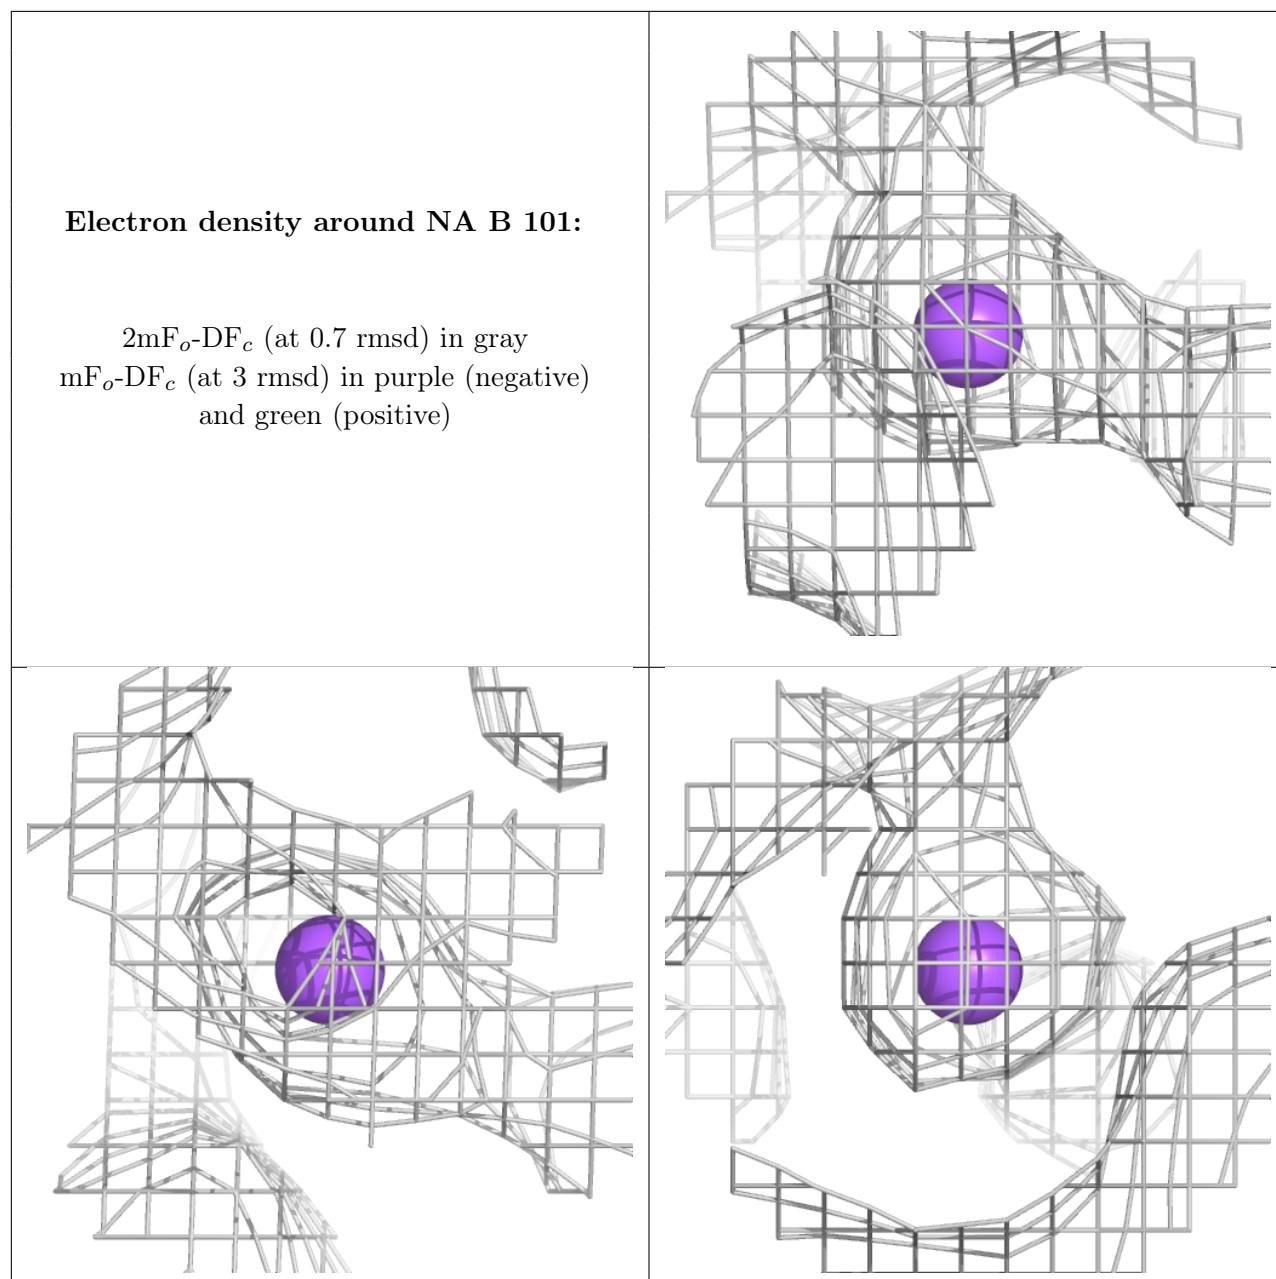 Electron density around NA B 101:
2mFo-DFc (at 0.7 rmsd) in gray
mFo-DFc (at 3 rmsd) in purple (negative)
and green (positive)